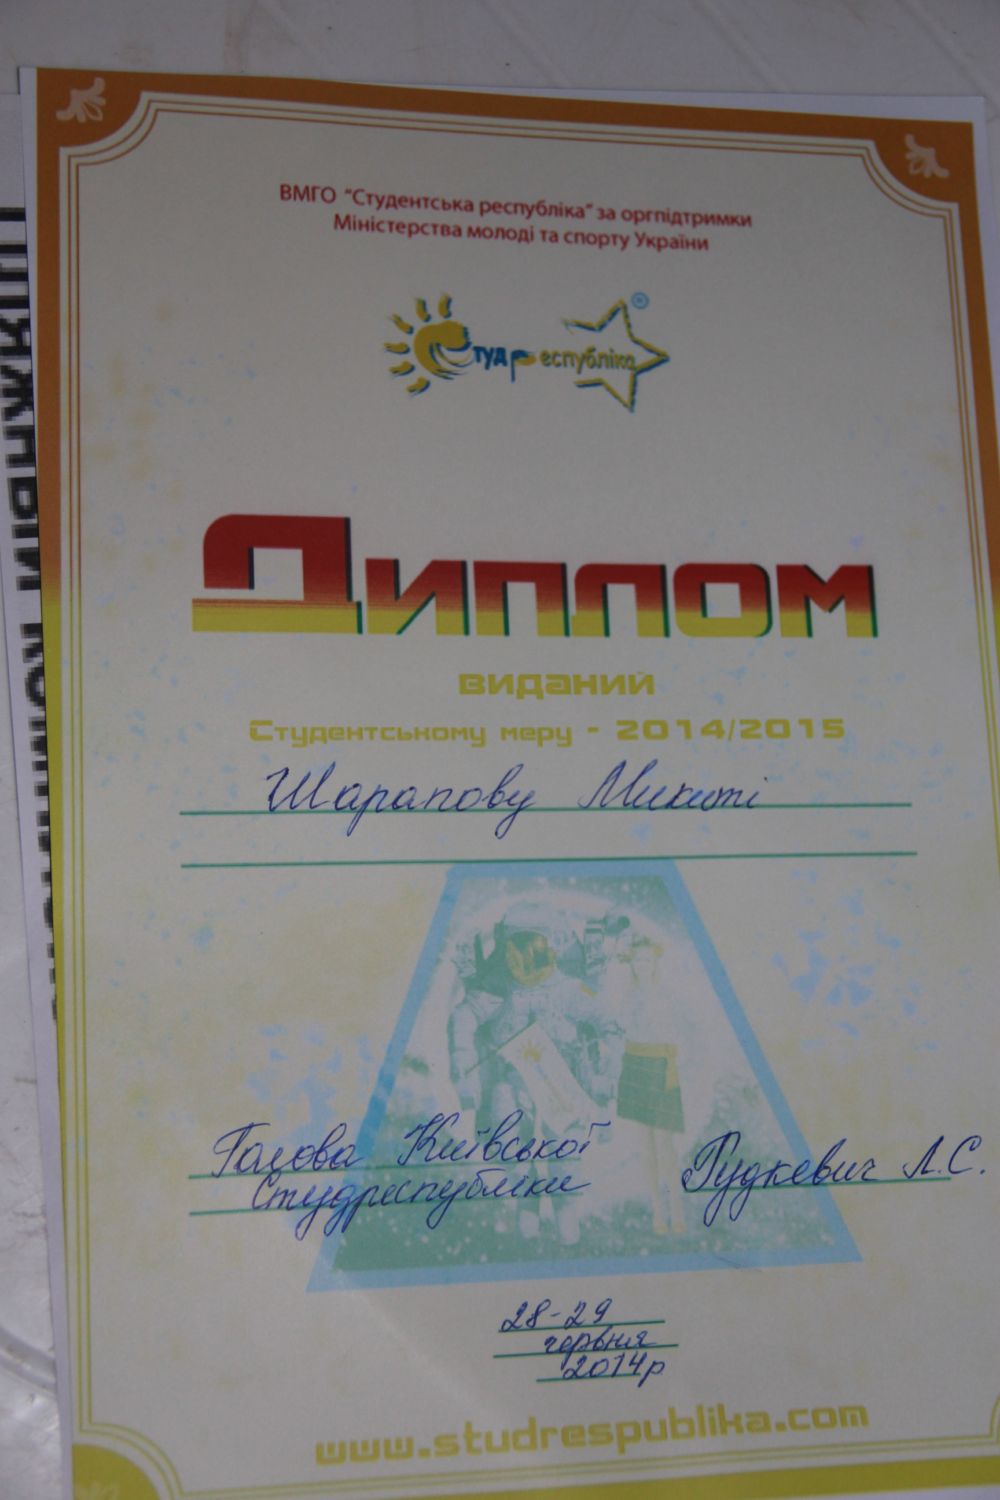 ВМГО "Студентська республіка" за оргпідтримки
Міністерства молоді та спорту України
Студреспубліка ®
Диплом
виданий
Студентському меру - 2014/2015
Шарапову Микиті
Голова Київської
Студреспубліки
Гудкевич Л.С.
28-29
червня
2014р
www.studrespublika.com